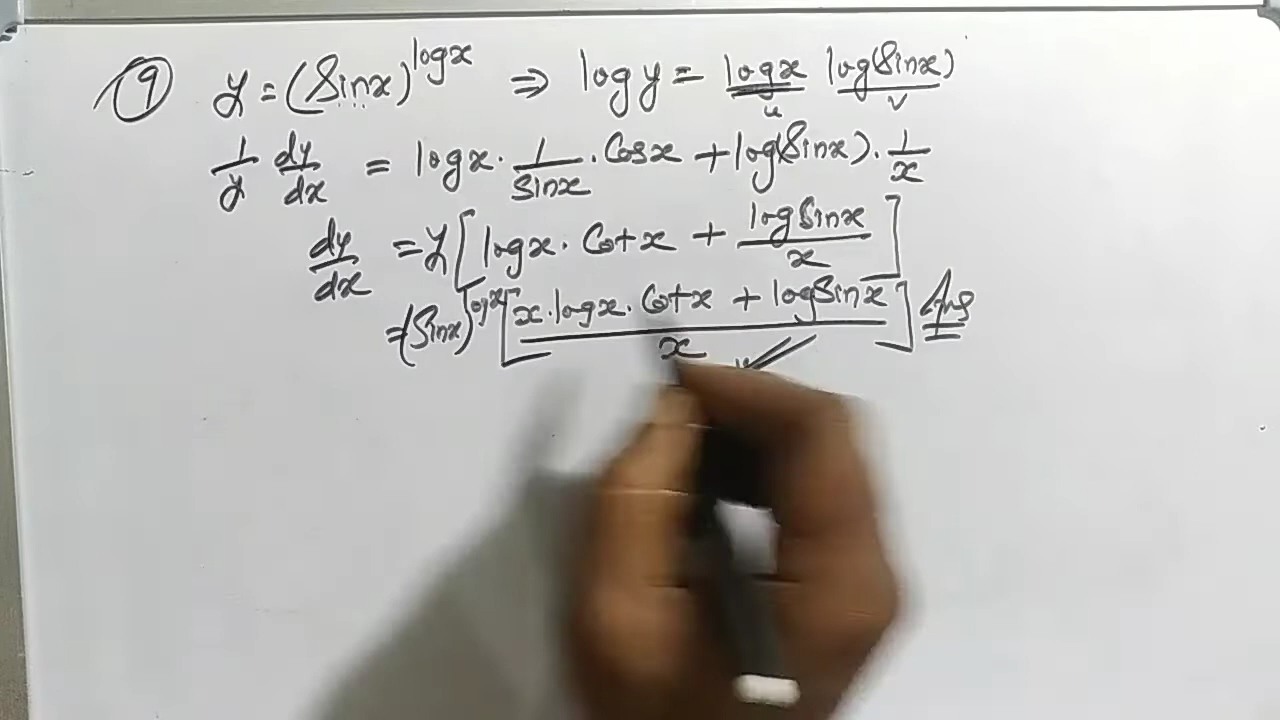 9 y = (Sinx)^logx ⇒ logy = logx log(Sinx)
u v
1/y dy/dx = logx · 1/Sinx · Cosx + log(Sinx) · 1/x
dy/dx = y[logx · Cotx + logSinx/x]
= (Sinx)^logx [x·logx·Cotx + logSinx / x] Ans